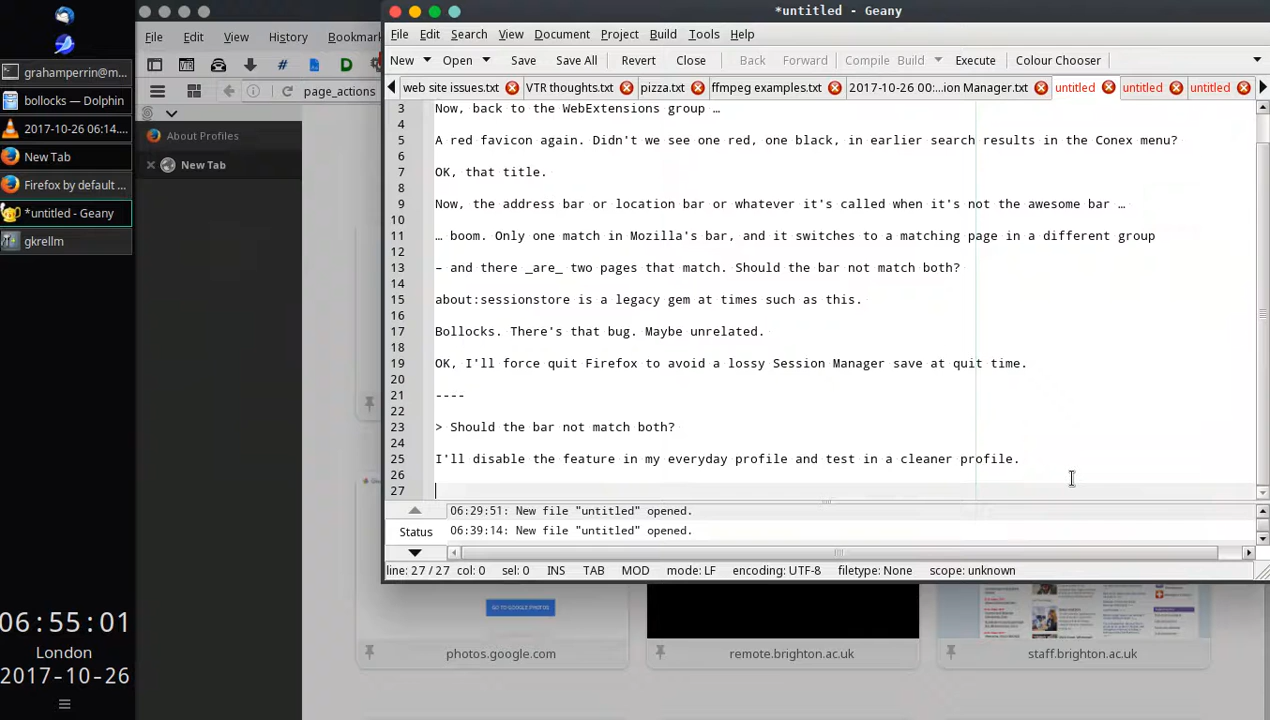 grahamperrin@m...
bollocks — Dolphin
2017-10-26 06:14....
New Tab
Firefox by default ...
*untitled - Geany
gkrellm
06:55:01
London
2017-10-26
File Edit View History Bookmark
page_actions
About Profiles
New Tab
*untitled - Geany
File Edit Search View Document Project Build Tools Help
New Open Save Save All Revert Close Back Forward Compile Build Execute Colour Chooser
web site issues.txt VTR thoughts.txt pizza.txt ffmpeg examples.txt 2017-10-26 00:...ion Manager.txt untitled untitled untitled
3 Now, back to the WebExtensions group …
4
5 A red favicon again. Didn't we see one red, one black, in earlier search results in the Conex menu?
6
7 OK, that title.
8
9 Now, the address bar or location bar or whatever it's called when it's not the awesome bar …
10
11 … boom. Only one match in Mozilla's bar, and it switches to a matching page in a different group
12
13 – and there _are_ two pages that match. Should the bar not match both?
14
15 about:sessionstore is a legacy gem at times such as this.
16
17 Bollocks. There's that bug. Maybe unrelated.
18
19 OK, I'll force quit Firefox to avoid a lossy Session Manager save at quit time.
20
21 ----
22
23 > Should the bar not match both?
24
25 I'll disable the feature in my everyday profile and test in a cleaner profile.
26
27
Status
06:29:51: New file "untitled" opened.
06:39:14: New file "untitled" opened.
line: 27 / 27 col: 0 sel: 0 INS TAB MOD mode: LF encoding: UTF-8 filetype: None scope: unknown
GO TO GOOGLE PHOTOS
photos.google.com
remote.brighton.ac.uk
staff.brighton.ac.uk